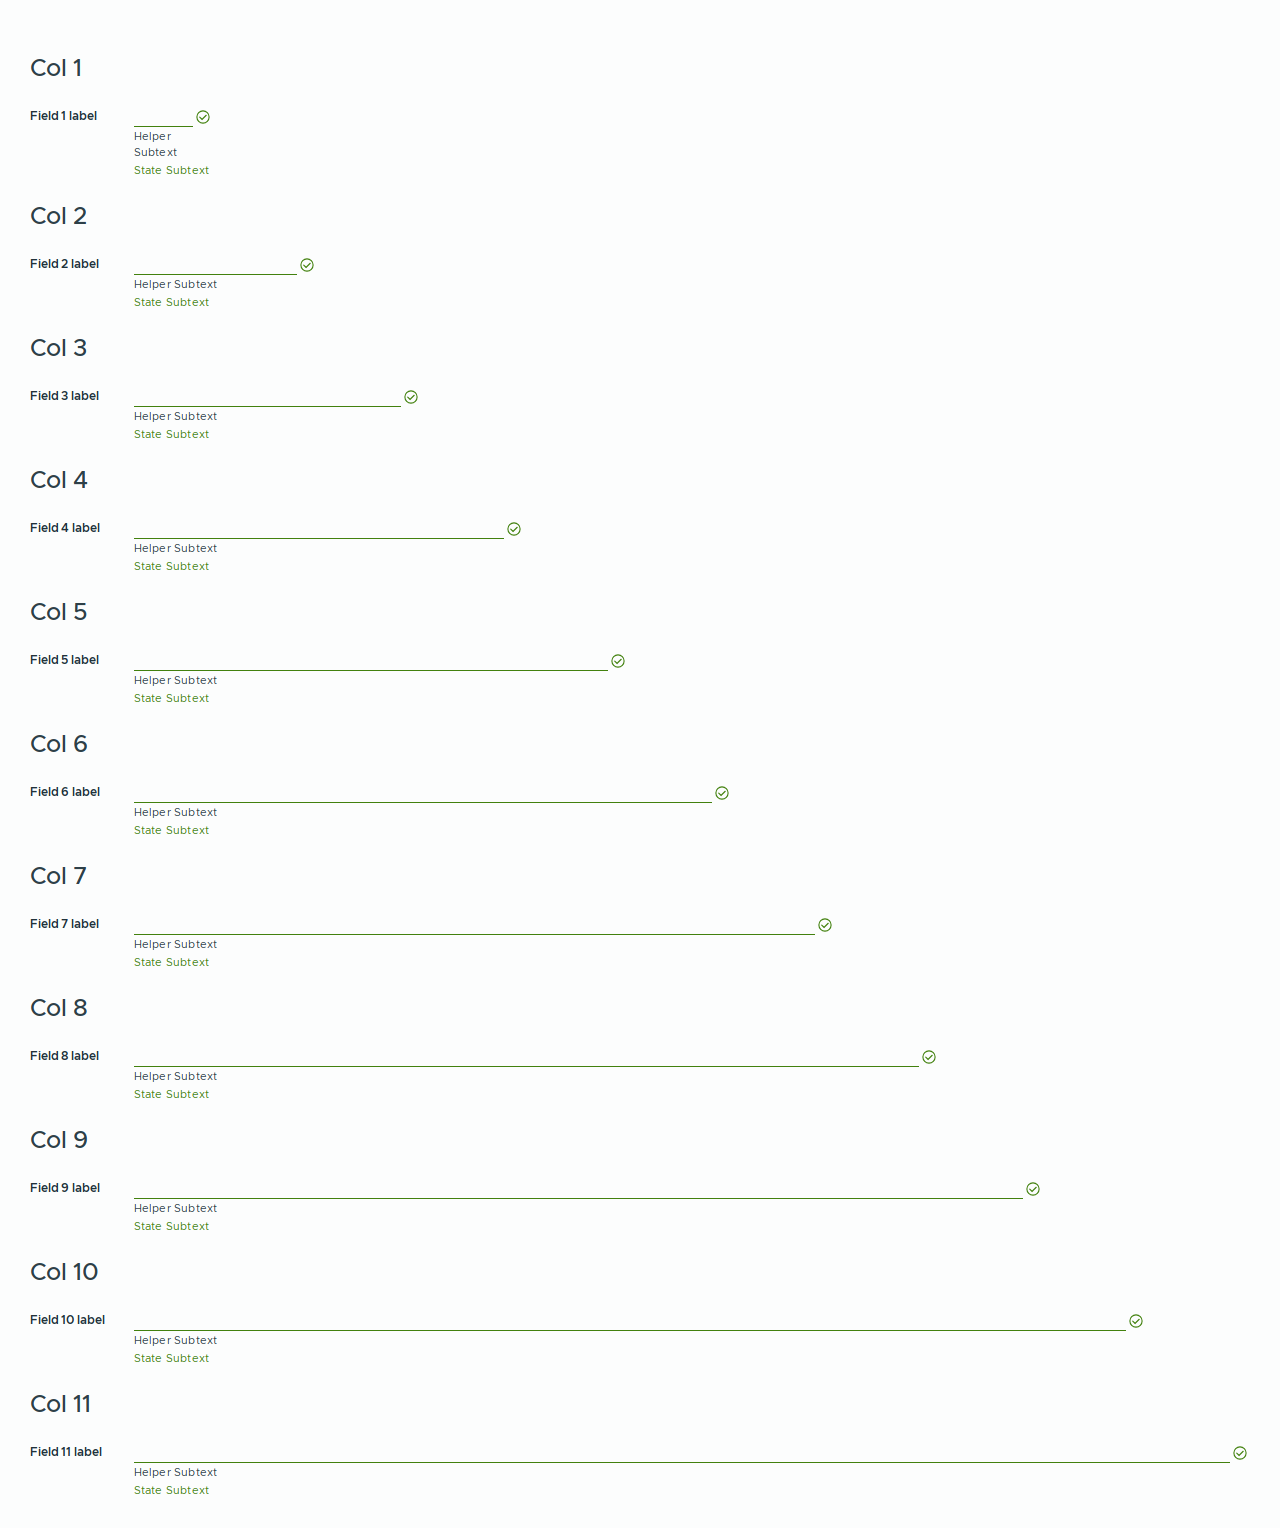 Col 1
Field 1 label
Helper
Subtext
State Subtext
Col 2
Field 2 label
Helper Subtext
State Subtext
Col 3
Field 3 label
Helper Subtext
State Subtext
Col 4
Field 4 label
Helper Subtext
State Subtext
Col 5
Field 5 label
Helper Subtext
State Subtext
Col 6
Field 6 label
Helper Subtext
State Subtext
Col 7
Field 7 label
Helper Subtext
State Subtext
Col 8
Field 8 label
Helper Subtext
State Subtext
Col 9
Field 9 label
Helper Subtext
State Subtext
Col 10
Field 10 label
Helper Subtext
State Subtext
Col 11
Field 11 label
Helper Subtext
State Subtext